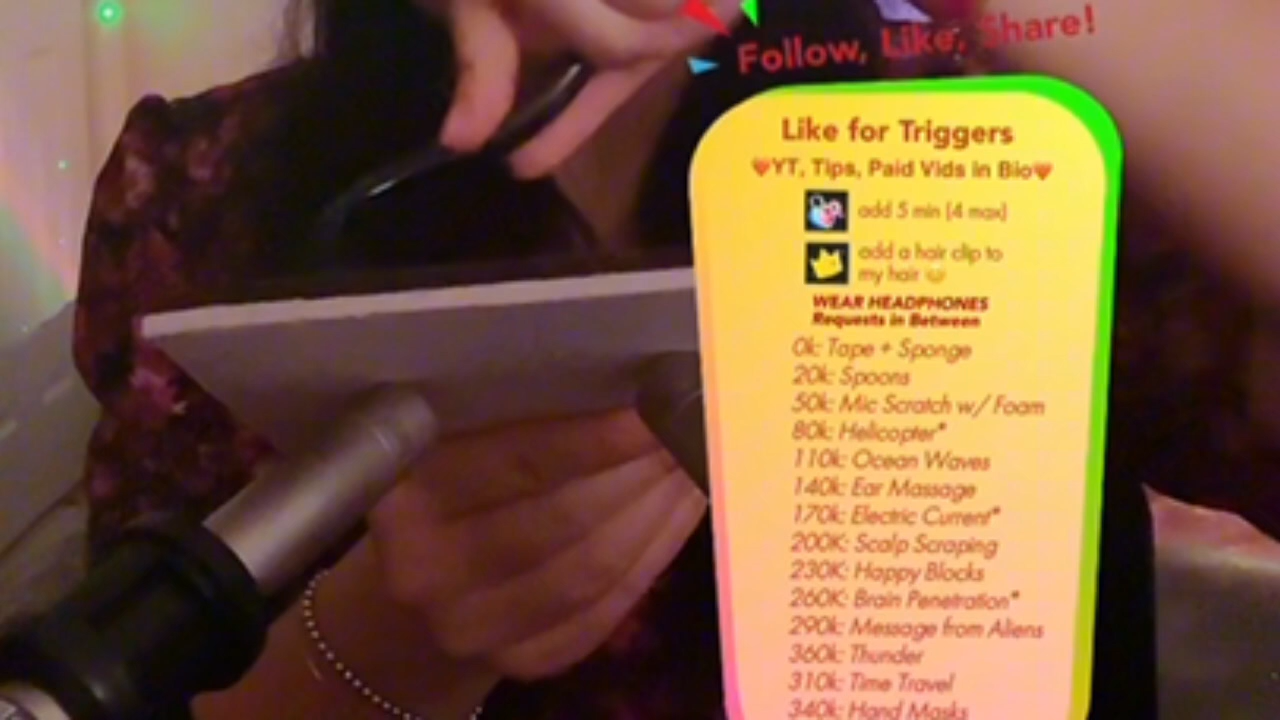 Follow, Like, Share!
Like for Triggers
YT, Tips, Paid Vids in Bio
add 5 min (4 max)
add a hair clip to
my hair
WEAR HEADPHONES
Requests in Between
0k: Tape + Sponge
20k: Spoons
50k: Mic Scratch w/ Foam
80k: Helicopter*
110k: Ocean Waves
140k: Ear Massage
170k: Electric Current*
200K: Scalp Scraping
230K: Happy Blocks
260K: Brain Penetration*
290k: Message from Aliens
360k: Thunder
310k: Time Travel
340k: Hand Masks